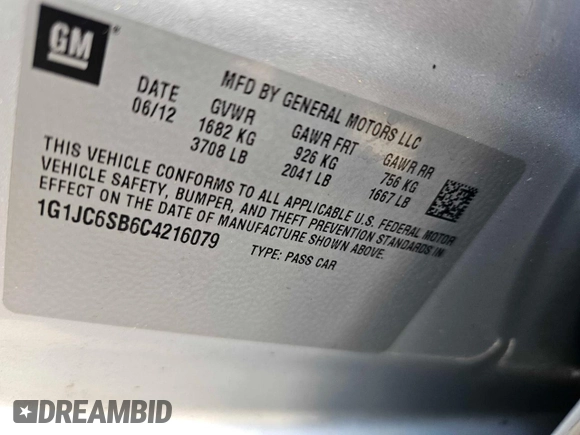 GM
MFD BY GENERAL MOTORS LLC
DATE GVWR GAWR FRT GAWR RR
06/12 1682 KG 926 KG 756 KG
3708 LB 2041 LB 1667 LB
THIS VEHICLE CONFORMS TO ALL APPLICABLE U.S. FEDERAL MOTOR
VEHICLE SAFETY, BUMPER, AND THEFT PREVENTION STANDARDS IN
EFFECT ON THE DATE OF MANUFACTURE SHOWN ABOVE.
1G1JC6SB6C4216079 TYPE: PASS CAR
DREAMBID